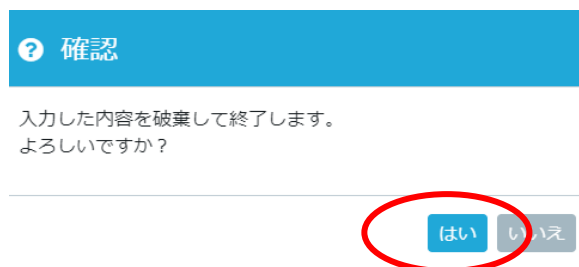 確認
入力した内容を破棄して終了します。
よろしいですか？
はい いいえ